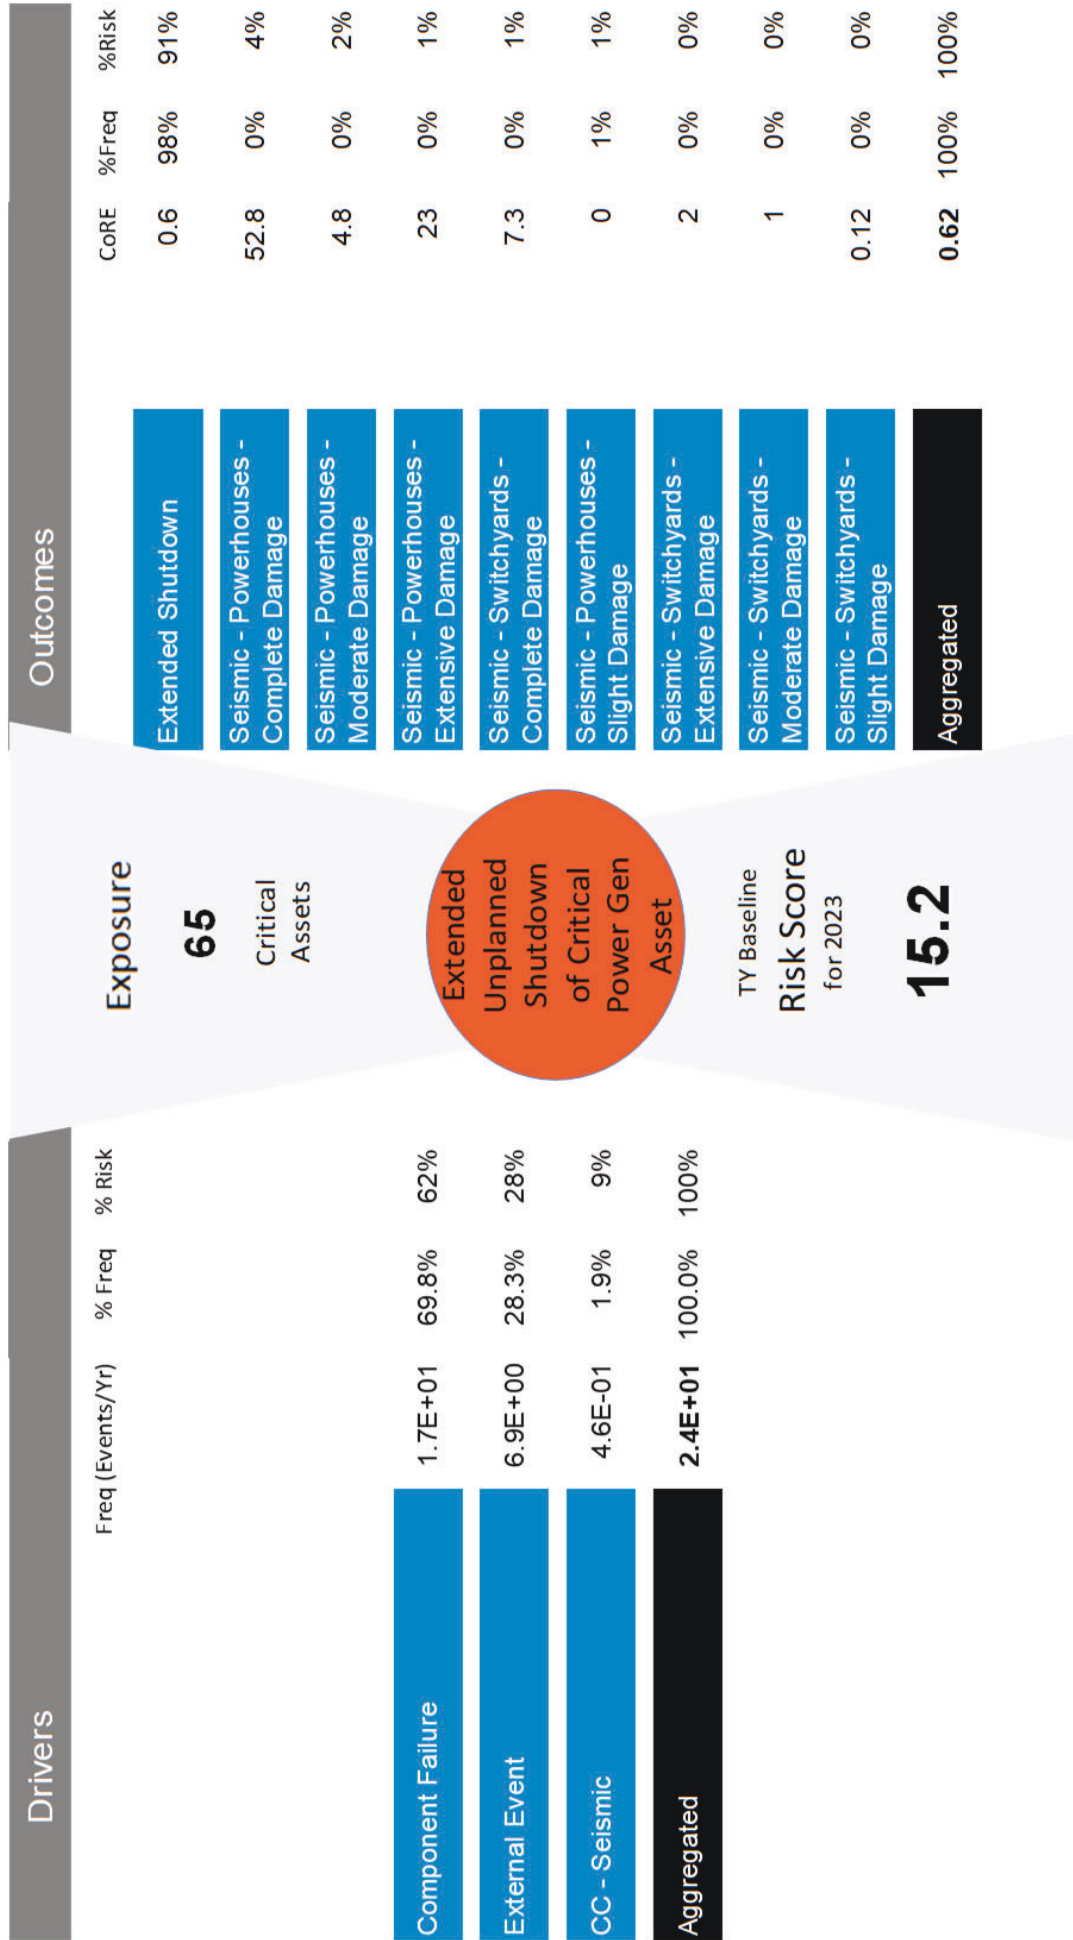 Drivers
Freq (Events/Yr) % Freq % Risk
Component Failure 1.7E+01 69.8% 62%
External Event 6.9E+00 28.3% 28%
CC - Seismic 4.6E-01 1.9% 9%
Aggregated 2.4E+01 100.0% 100%
Exposure
65
Critical
Assets
Extended
Unplanned
Shutdown
of Critical
Power Gen
Asset
TY Baseline
Risk Score
for 2023
15.2
Outcomes
CoRE %Freq %Risk
Extended Shutdown 0.6 98% 91%
Seismic - Powerhouses -
Complete Damage 52.8 0% 4%
Seismic - Powerhouses -
Moderate Damage 4.8 0% 2%
Seismic - Powerhouses -
Extensive Damage 23 0% 1%
Seismic - Switchyards -
Complete Damage 7.3 0% 1%
Seismic - Powerhouses -
Slight Damage 0 1% 1%
Seismic - Switchyards -
Extensive Damage 2 0% 0%
Seismic - Switchyards -
Moderate Damage 1 0% 0%
Seismic - Switchyards -
Slight Damage 0.12 0% 0%
Aggregated 0.62 100% 100%